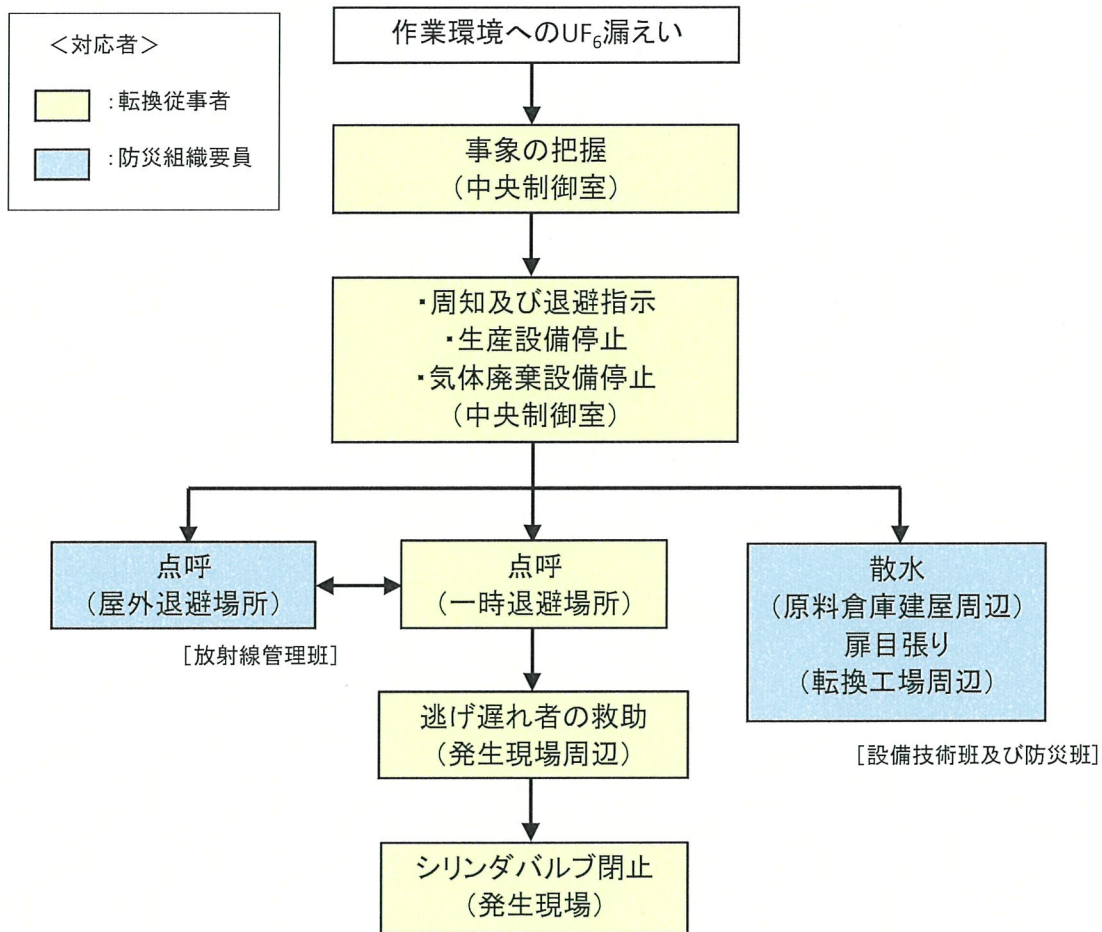 ＜対応者＞
：転換従事者
：防災組織要員
作業環境へのUF₆漏えい
事象の把握
（中央制御室）
・周知及び退避指示
・生産設備停止
・気体廃棄設備停止
（中央制御室）
点呼
（屋外退避場所）
［放射線管理班］
点呼
（一時退避場所）
散水
（原料倉庫建屋周辺）
扉目張り
（転換工場周辺）
［設備技術班及び防災班］
逃げ遅れ者の救助
（発生現場周辺）
シリンダバルブ閉止
（発生現場）